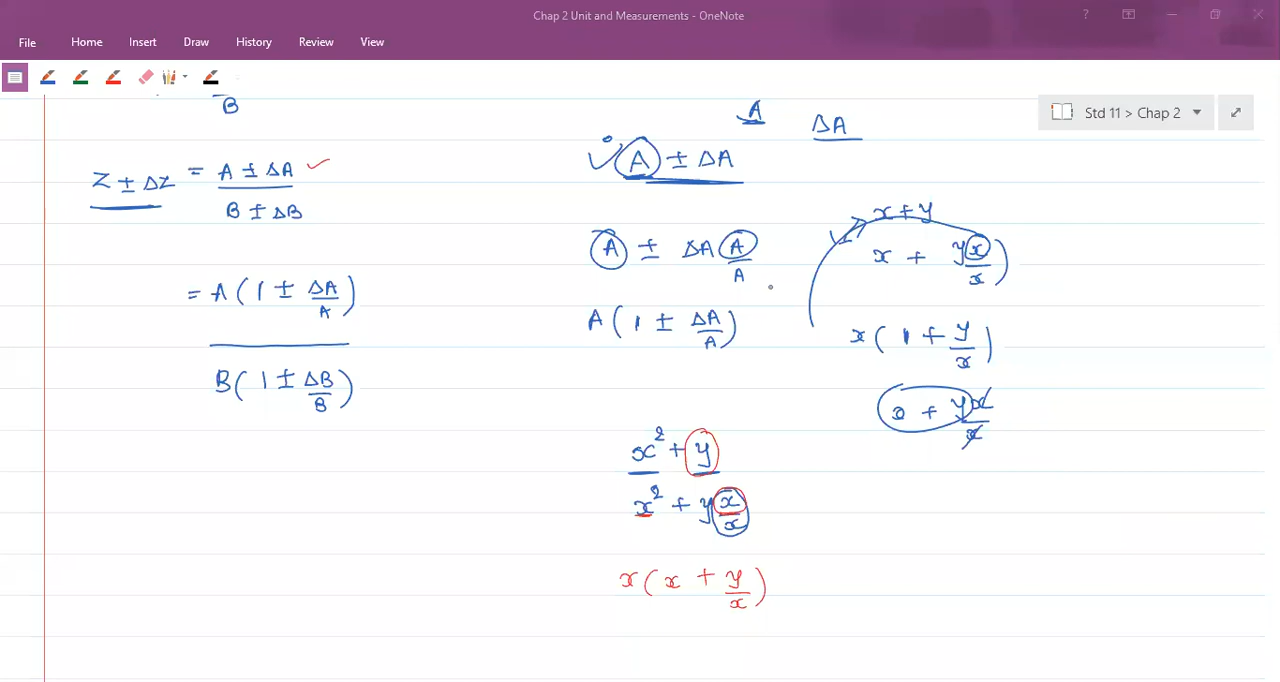 Chap 2 Unit and Measurements - OneNote
File Home Insert Draw History Review View
Std 11 > Chap 2
B
Z ± ΔZ = A ± ΔA
B ± ΔB
= A ( 1 ± ΔA/A )
B ( 1 ± ΔB/B )
A ΔA
A ± ΔA
A ± ΔA A/A
A ( 1 ± ΔA/A )
x + y
x + y x/x )
x ( 1 + y/x )
x + y x/x
x² + y
x² + y x/x
x ( x + y/x )